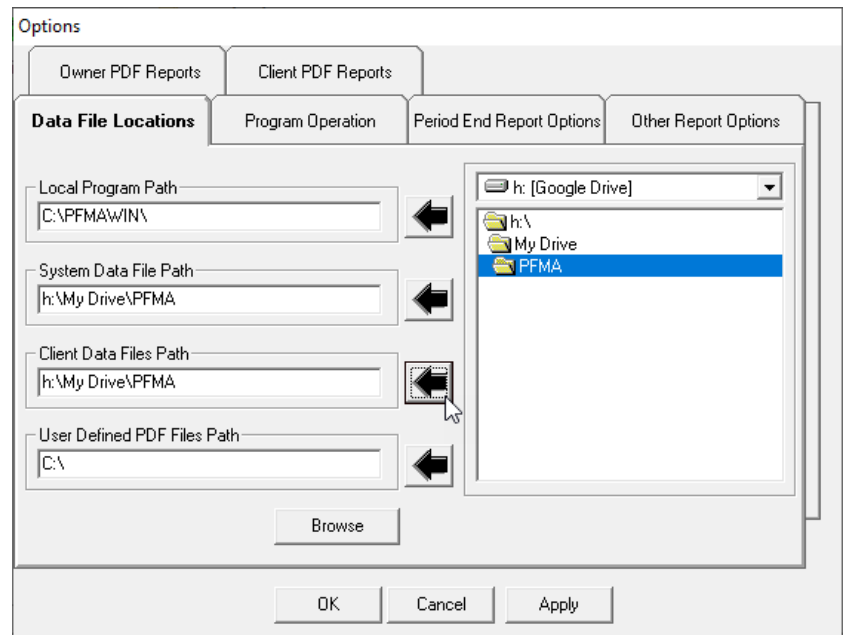 Options
Owner PDF Reports
Client PDF Reports
Data File Locations
Program Operation
Period End Report Options
Other Report Options
Local Program Path
C:\PFMAWIN\
System Data File Path
h:\My Drive\PFMA
Client Data Files Path
h:\My Drive\PFMA
User Defined PDF Files Path
C:\
Browse
h: [Google Drive]
h:\
My Drive
PFMA
OK
Cancel
Apply